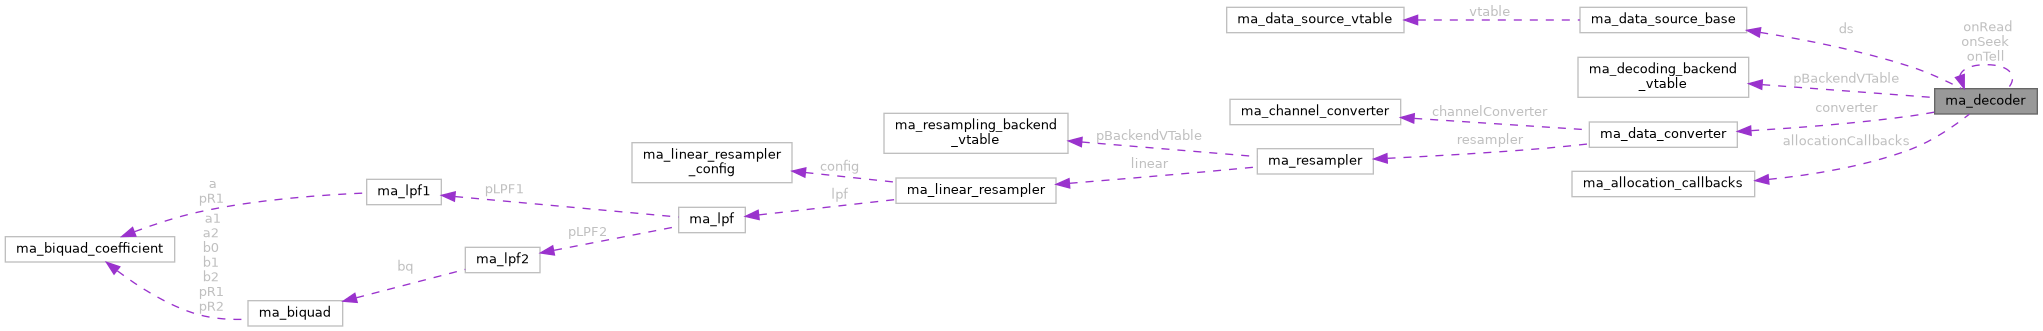 ma_data_source_vtable
vtable
ma_data_source_base
ds
onRead
onSeek
onTell
ma_decoding_backend
_vtable
pBackendVTable
ma_decoder
ma_channel_converter
channelConverter
converter
ma_data_converter
ma_resampling_backend
_vtable
pBackendVTable
resampler
allocationCallbacks
ma_linear_resampler
_config
config
linear
ma_resampler
ma_allocation_callbacks
a
pR1
ma_lpf1
pLPF1
lpf
ma_linear_resampler
ma_lpf
a1
a2
b0
b1
b2
pR1
pR2
ma_biquad_coefficient
pLPF2
ma_lpf2
bq
ma_biquad